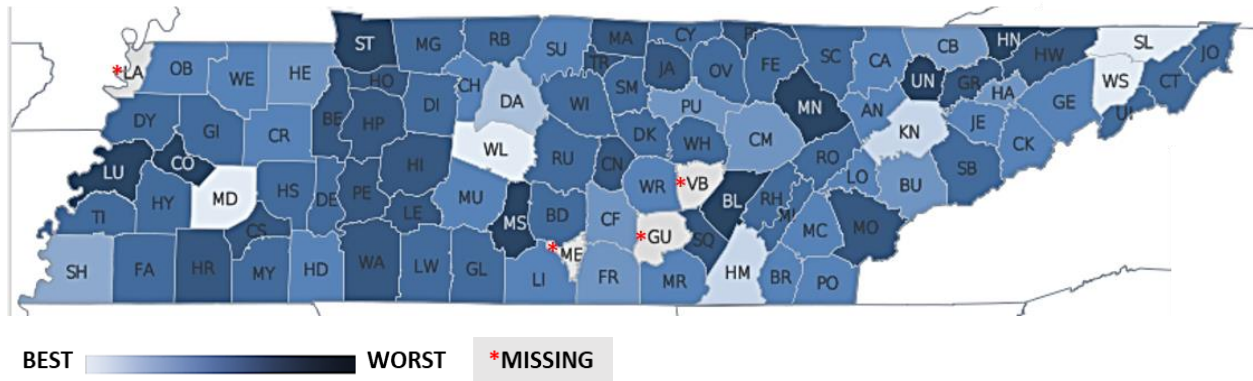 ST MG RB SU MA CY P SC CA CB HN HW SL JO
*LA OB WE HE HO CH TR JA OV FE UN GR HA WS CT
DA WI SM PU MN AN GE UI
DY GI CR BE HP DI WL DK WH CM KN JE CK
LU CO HI RU CN RO LO SB
MD HS DE PE MU WR *VB BL RH BU
TI HY CS LE MS BD CF *GU SQ MI MC MO
SH FA HR MY HD WA LW GL LI *ME FR MR HM BR PO
BEST WORST *MISSING